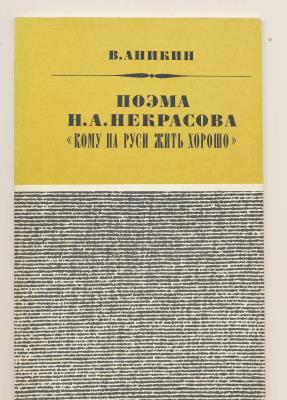 В.АНИКИН
ПОЭМА
Н.А.НЕКРАСОВА
«КОМУ НА РУСИ ЖИТЬ ХОРОШО»